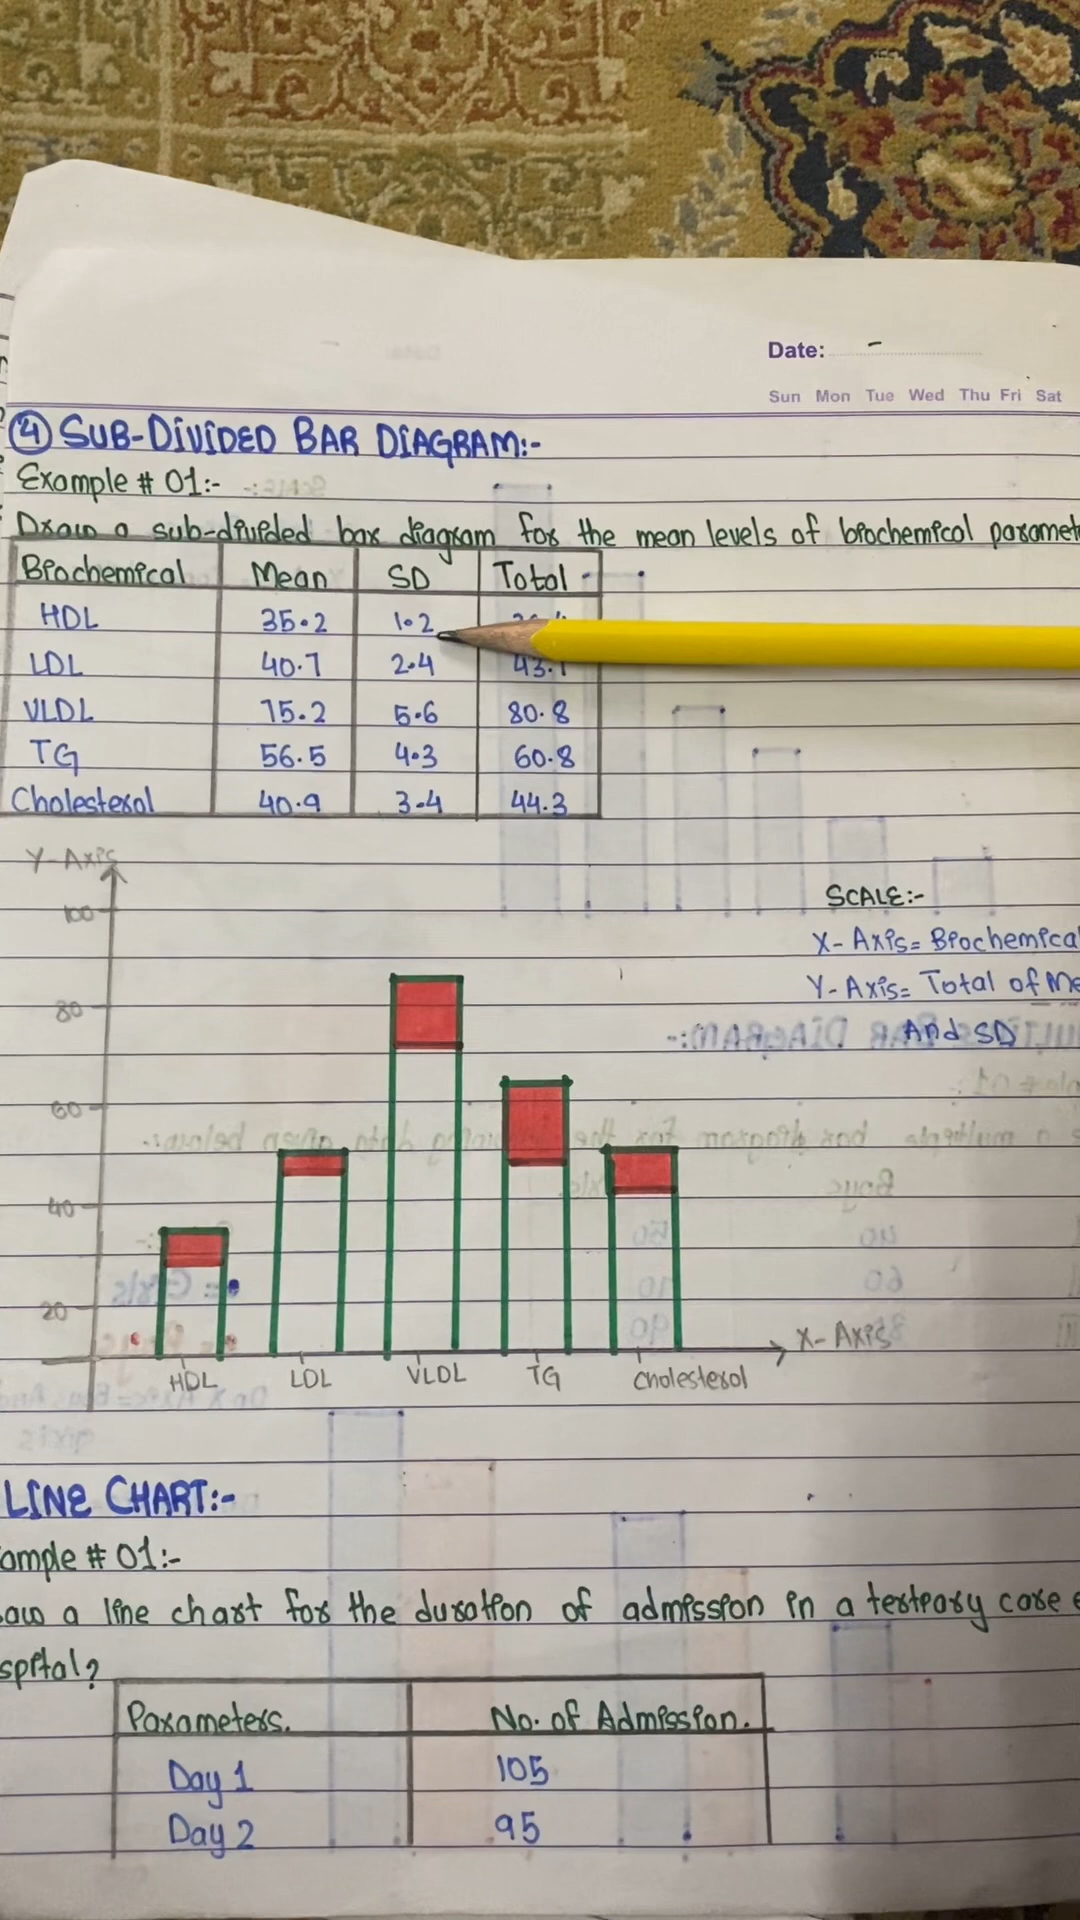 Date: -
Sun Mon Tue Wed Thu Fri Sat
④ SUB-DIVIDED BAR DIAGRAM:-
Example # 01:-
Draw a sub-divided bar diagram for the mean levels of biochemical paramet
Biochemical Mean SD Total
HDL 35.2 1.2
LDL 40.7 2.4 43.1
VLDL 75.2 5.6 80.8
TG 56.5 4.3 60.8
Cholesterol 40.9 3.4 44.3
Y-Axis
100
80
60
40
20
HDL LDL VLDL TG Cholesterol
X-Axis
SCALE:-
X-Axis= Biochemical
Y-Axis= Total of Me
And SD
LINE CHART:-
ample # 01:-
aw a line chart for the duration of admission in a tertiary care
spital?
Parameters. No. of Admission.
Day 1 105
Day 2 95